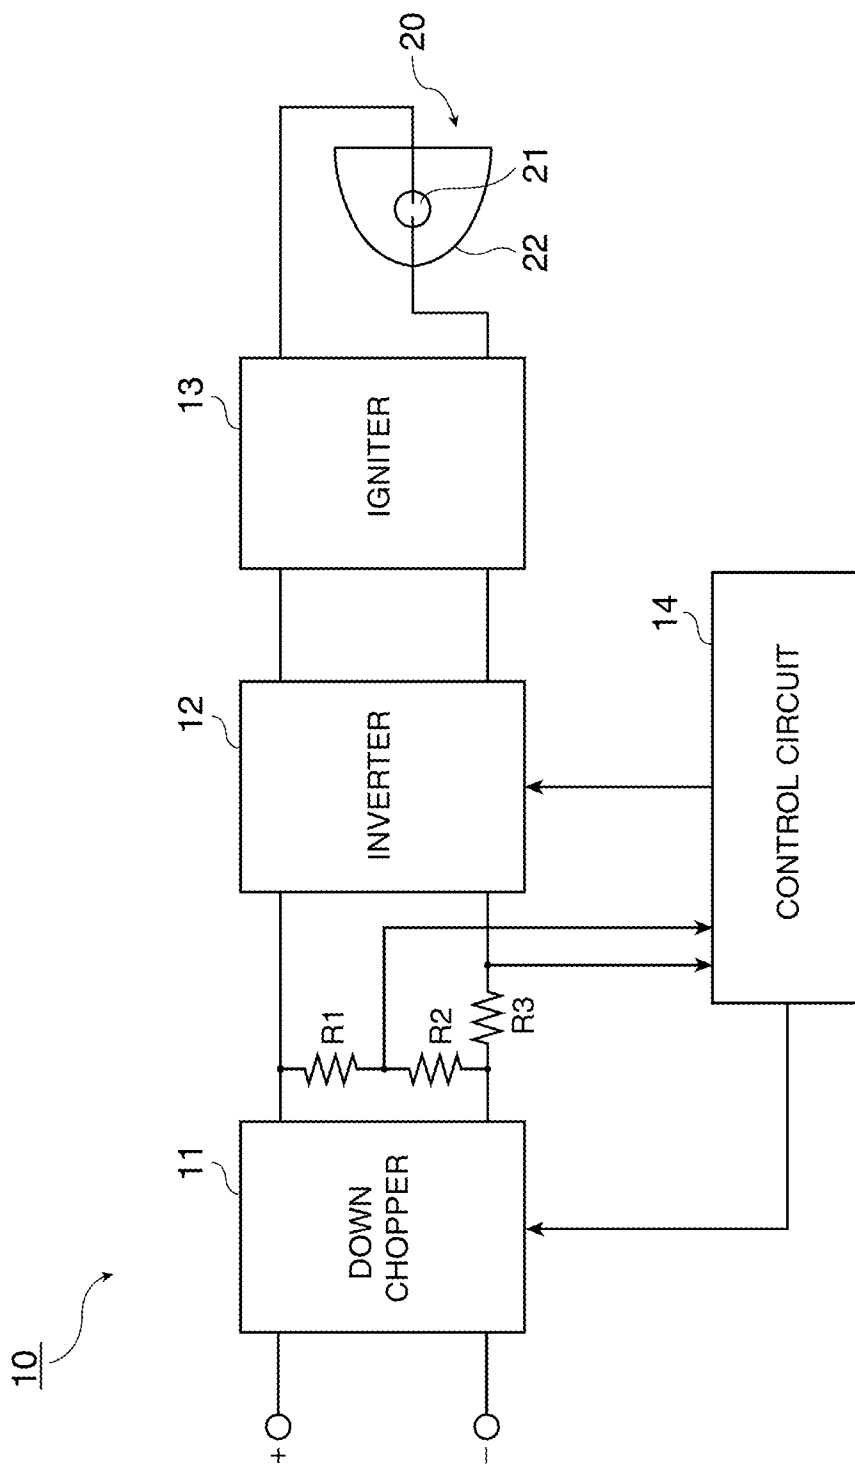 10
11
12
13
20
DOWN
CHOPPER
INVERTER
IGNITER
R1
R2
R3
22
21
14
CONTROL CIRCUIT
+
−